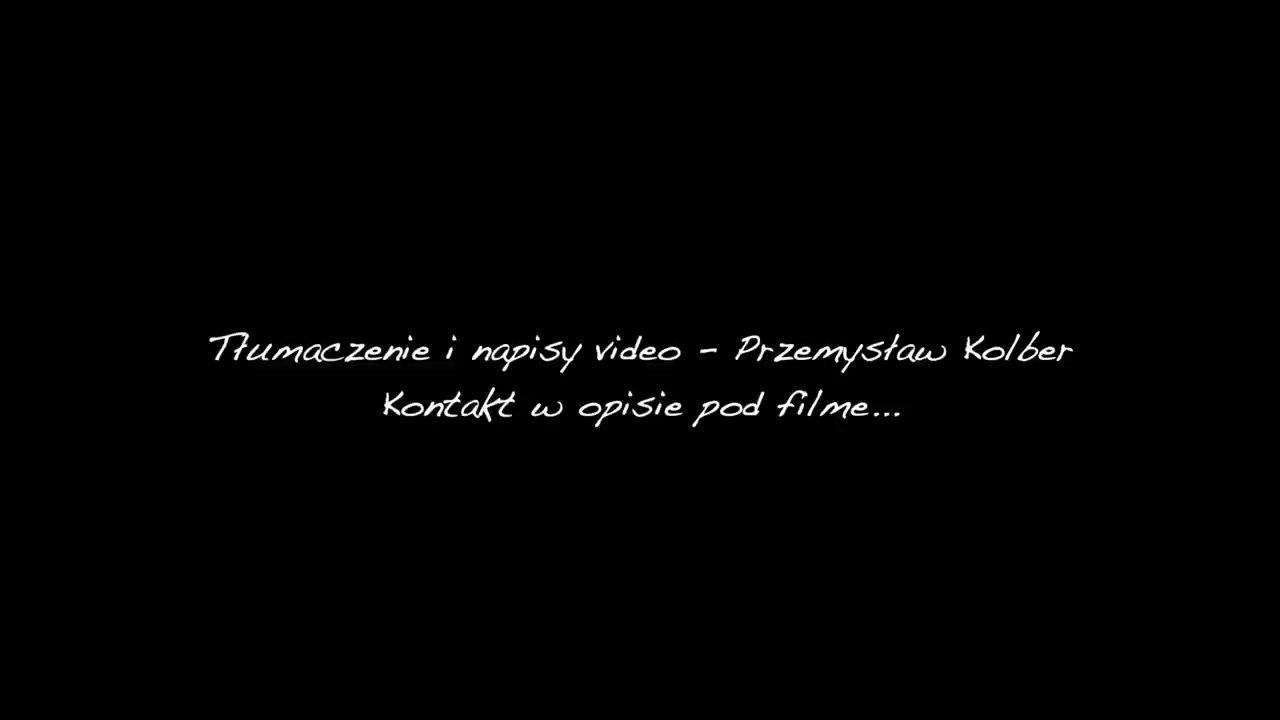 Tłumaczenie i napisy video - Przemysław Kolber
Kontakt w opisie pod filme...